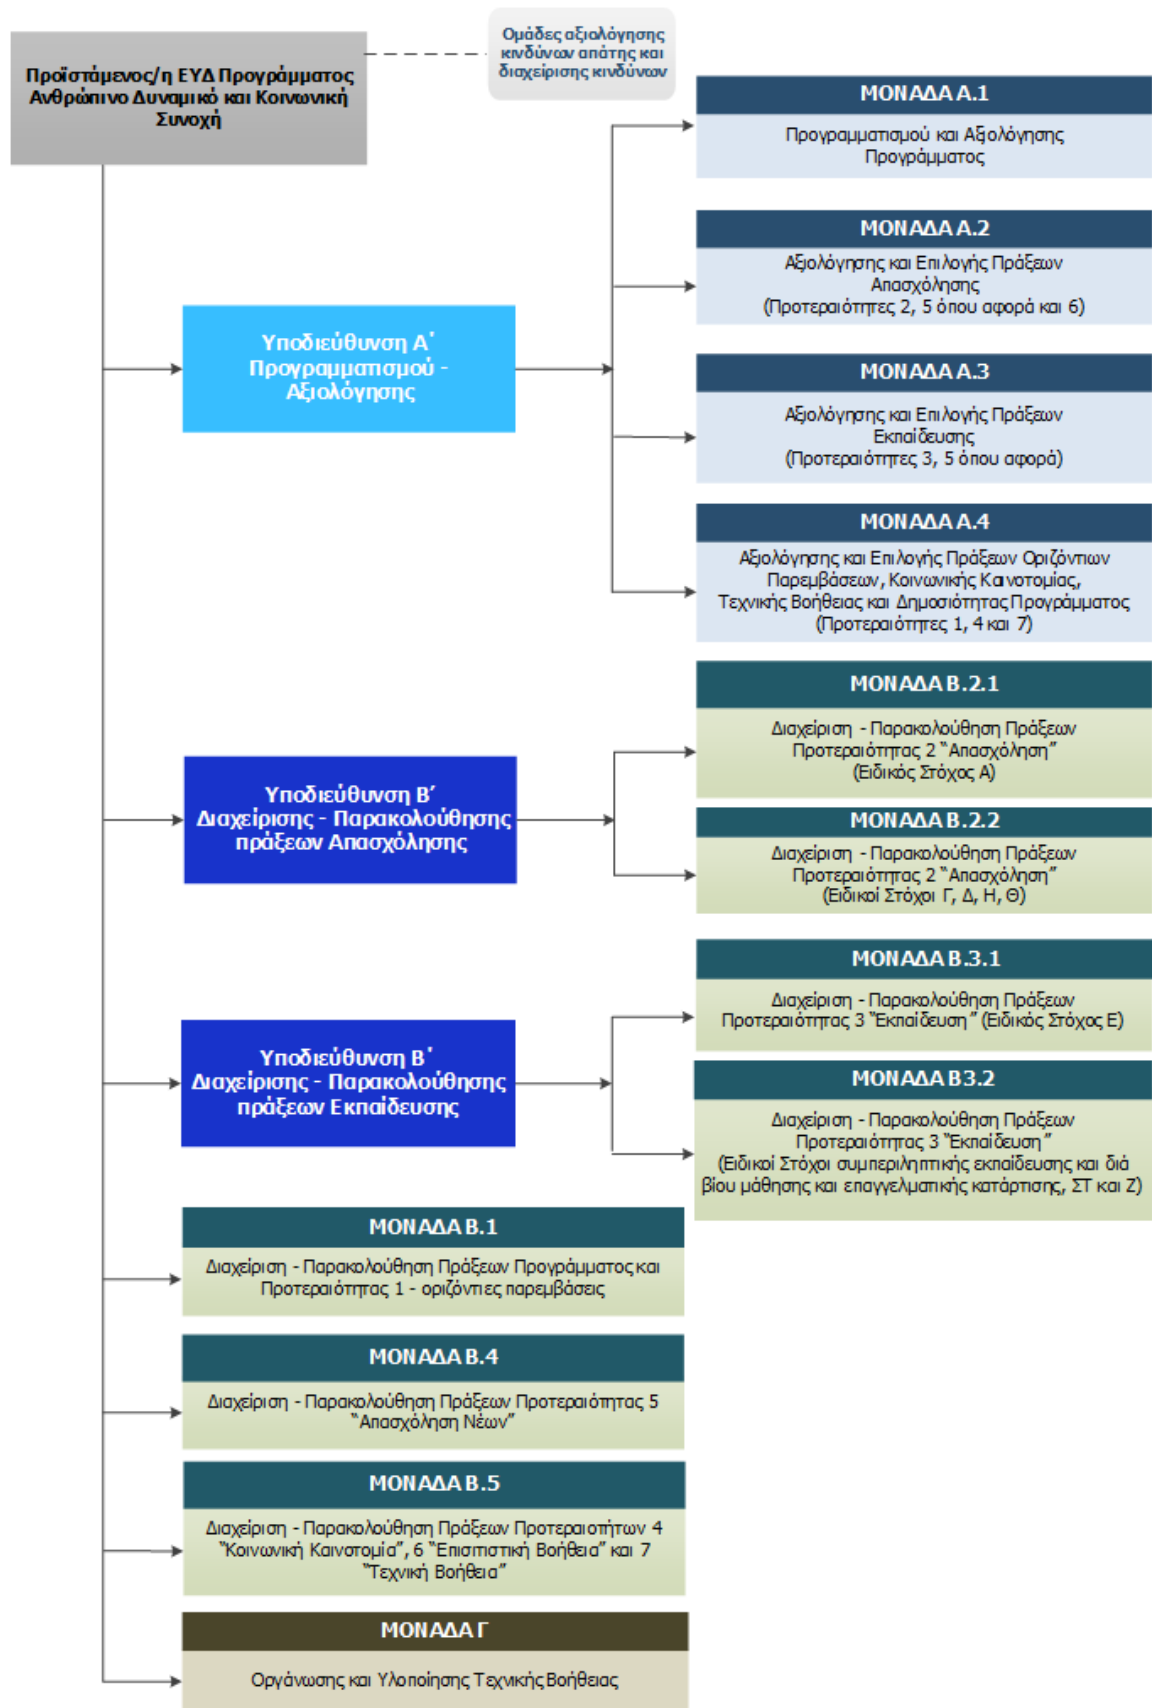 Ομάδες αξιολόγησης
κινδύνων απάτης και
διαχείρισης κινδύνων
Προϊστάμενος/η ΕΥΔ Προγράμματος
Ανθρώπινο Δυναμικό και Κοινωνική
Συνοχή
ΜΟΝΑΔΑ Α.1
Προγραμματισμού και Αξιολόγησης
Προγράμματος
ΜΟΝΑΔΑ Α.2
Αξιολόγησης και Επιλογής Πράξεων
Απασχόλησης
(Προτεραιότητες 2, 5 όπου αφορά και 6)
Υποδιεύθυνση Α΄
Προγραμματισμού -
Αξιολόγησης
ΜΟΝΑΔΑ Α.3
Αξιολόγησης και Επιλογής Πράξεων
Εκπαίδευσης
(Προτεραιότητες 3, 5 όπου αφορά)
ΜΟΝΑΔΑ Α.4
Αξιολόγησης και Επιλογής Πράξεων Οριζόντιων
Παρεμβάσεων, Κοινωνικής Καινοτομίας,
Τεχνικής Βοήθειας και Δημοσιότητας Προγράμματος
(Προτεραιότητες 1, 4 και 7)
Υποδιεύθυνση Β΄
Διαχείρισης - Παρακολούθησης
πράξεων Απασχόλησης
ΜΟΝΑΔΑ Β.2.1
Διαχείριση - Παρακολούθηση Πράξεων
Προτεραιότητας 2 "Απασχόληση"
(Ειδικός Στόχος Α)
ΜΟΝΑΔΑ Β.2.2
Διαχείριση - Παρακολούθηση Πράξεων
Προτεραιότητας 2 "Απασχόληση"
(Ειδικοί Στόχοι Γ, Δ, Η, Θ)
Υποδιεύθυνση Β΄
Διαχείρισης - Παρακολούθησης
πράξεων Εκπαίδευσης
ΜΟΝΑΔΑ Β.3.1
Διαχείριση - Παρακολούθηση Πράξεων
Προτεραιότητας 3 "Εκπαίδευση" (Ειδικός Στόχος Ε)
ΜΟΝΑΔΑ Β3.2
Διαχείριση - Παρακολούθηση Πράξεων
Προτεραιότητας 3 "Εκπαίδευση"
(Ειδικοί Στόχοι συμπεριληπτικής εκπαίδευσης και διά
βίου μάθησης και επαγγελματικής κατάρτισης, ΣΤ και Ζ)
ΜΟΝΑΔΑ Β.1
Διαχείριση - Παρακολούθηση Πράξεων Προγράμματος και
Προτεραιότητας 1 - οριζόντιες παρεμβάσεις
ΜΟΝΑΔΑ Β.4
Διαχείριση - Παρακολούθηση Πράξεων Προτεραιότητας 5
"Απασχόληση Νέων"
ΜΟΝΑΔΑ Β.5
Διαχείριση - Παρακολούθηση Πράξεων Προτεραιοτήτων 4
"Κοινωνική Καινοτομία", 6 "Επισιτιστική Βοήθεια" και 7
"Τεχνική Βοήθεια"
ΜΟΝΑΔΑ Γ
Οργάνωσης και Υλοποίησης Τεχνικής Βοήθειας